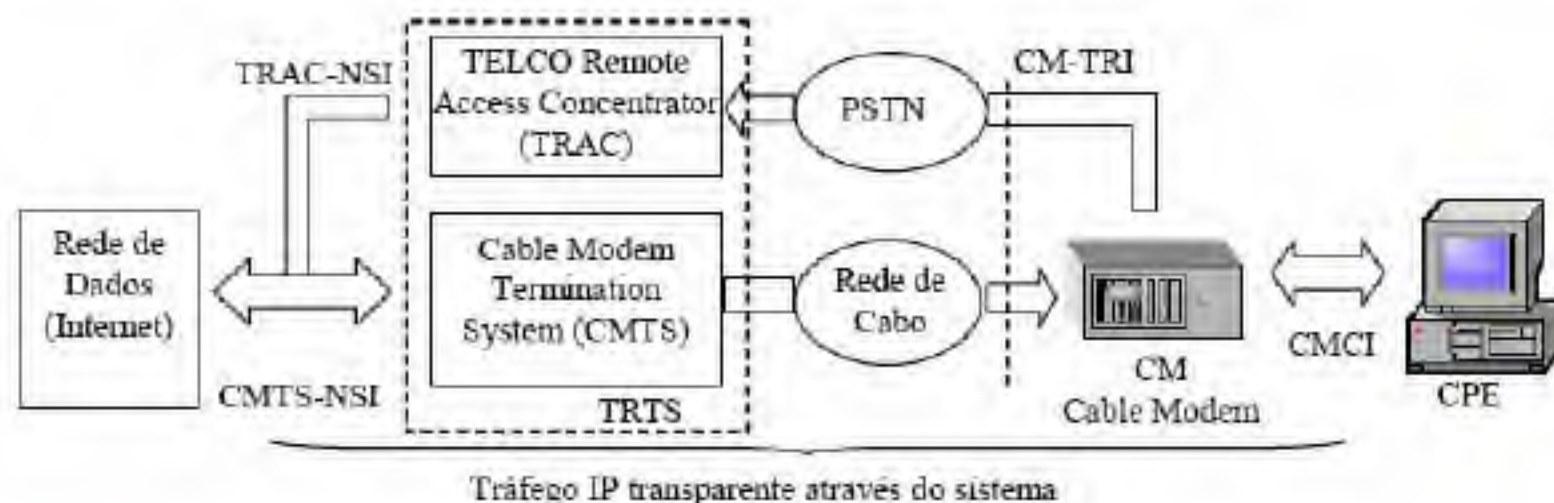 TRAC-NSI
TELCO Remote
Access Concentrator
(TRAC)
PSTN
CM-TRI
Rede de
Dados
(Internet)
Cable Modem
Termination
System (CMTS)
Rede de
Cabo
CMTS-NSI
TRTS
CM
Cable Modem
CMCI
CPE
Tráfego IP transparente através do sistema